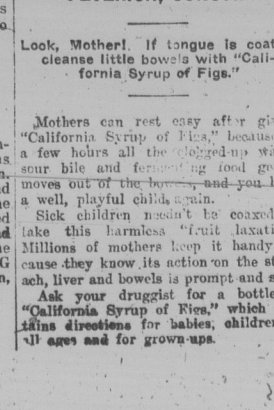 Look, Mother! If tongue is coat
cleanse little bowels with "Cali-
fornia Syrup of Figs."
Mothers can rest easy after gi
"California Syrup of Figs," becaus
a few hours all the clogged-up wa
sour bile and fermenting food ge
moves out of the bowels, and you h
a well, playful child again.
Sick children needn't be coaxed
take this harmless "fruit laxati
Millions of mothers keep it handy
cause they know its action on the st
ach, liver and bowels is prompt and s
Ask your druggist for a bottle
"California Syrup of Figs," which
tains directions for babies, childre
all ages and for grown-ups.